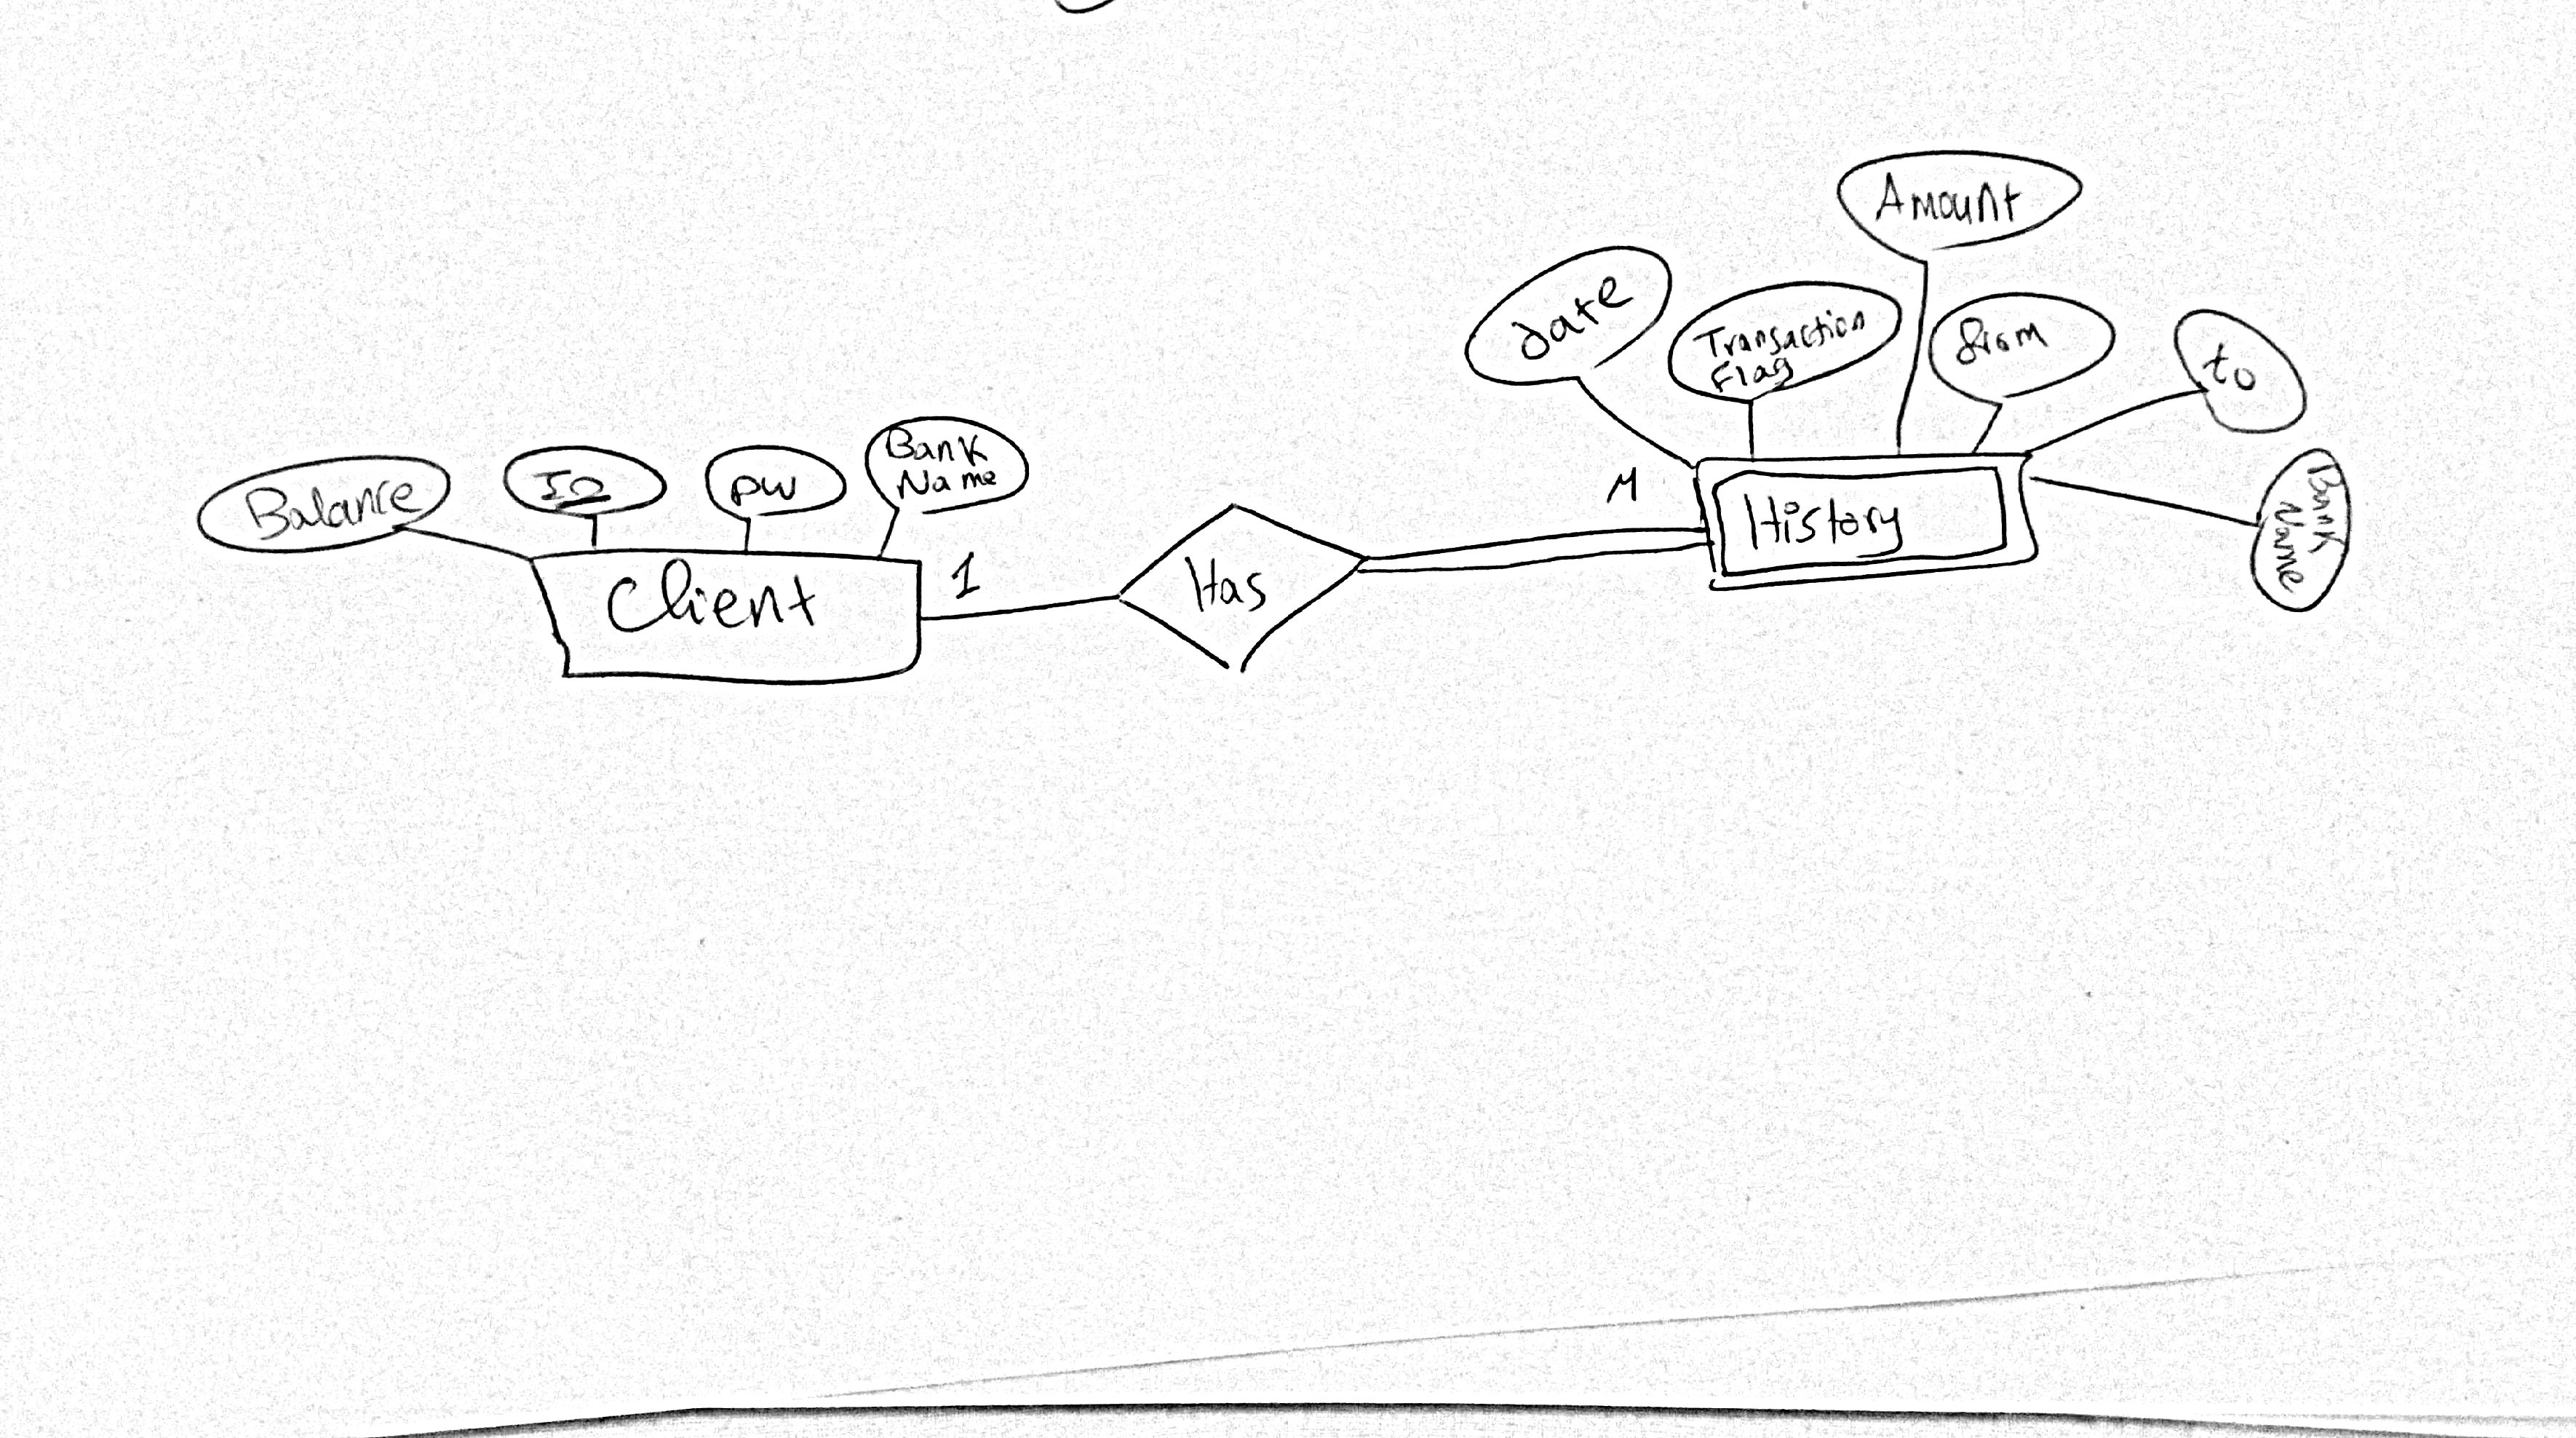 Amount
date
Transaction
Flag
from
to
Bank
Name
Balance
ID
PW
Bank
Name
M
History
1
Client
Has